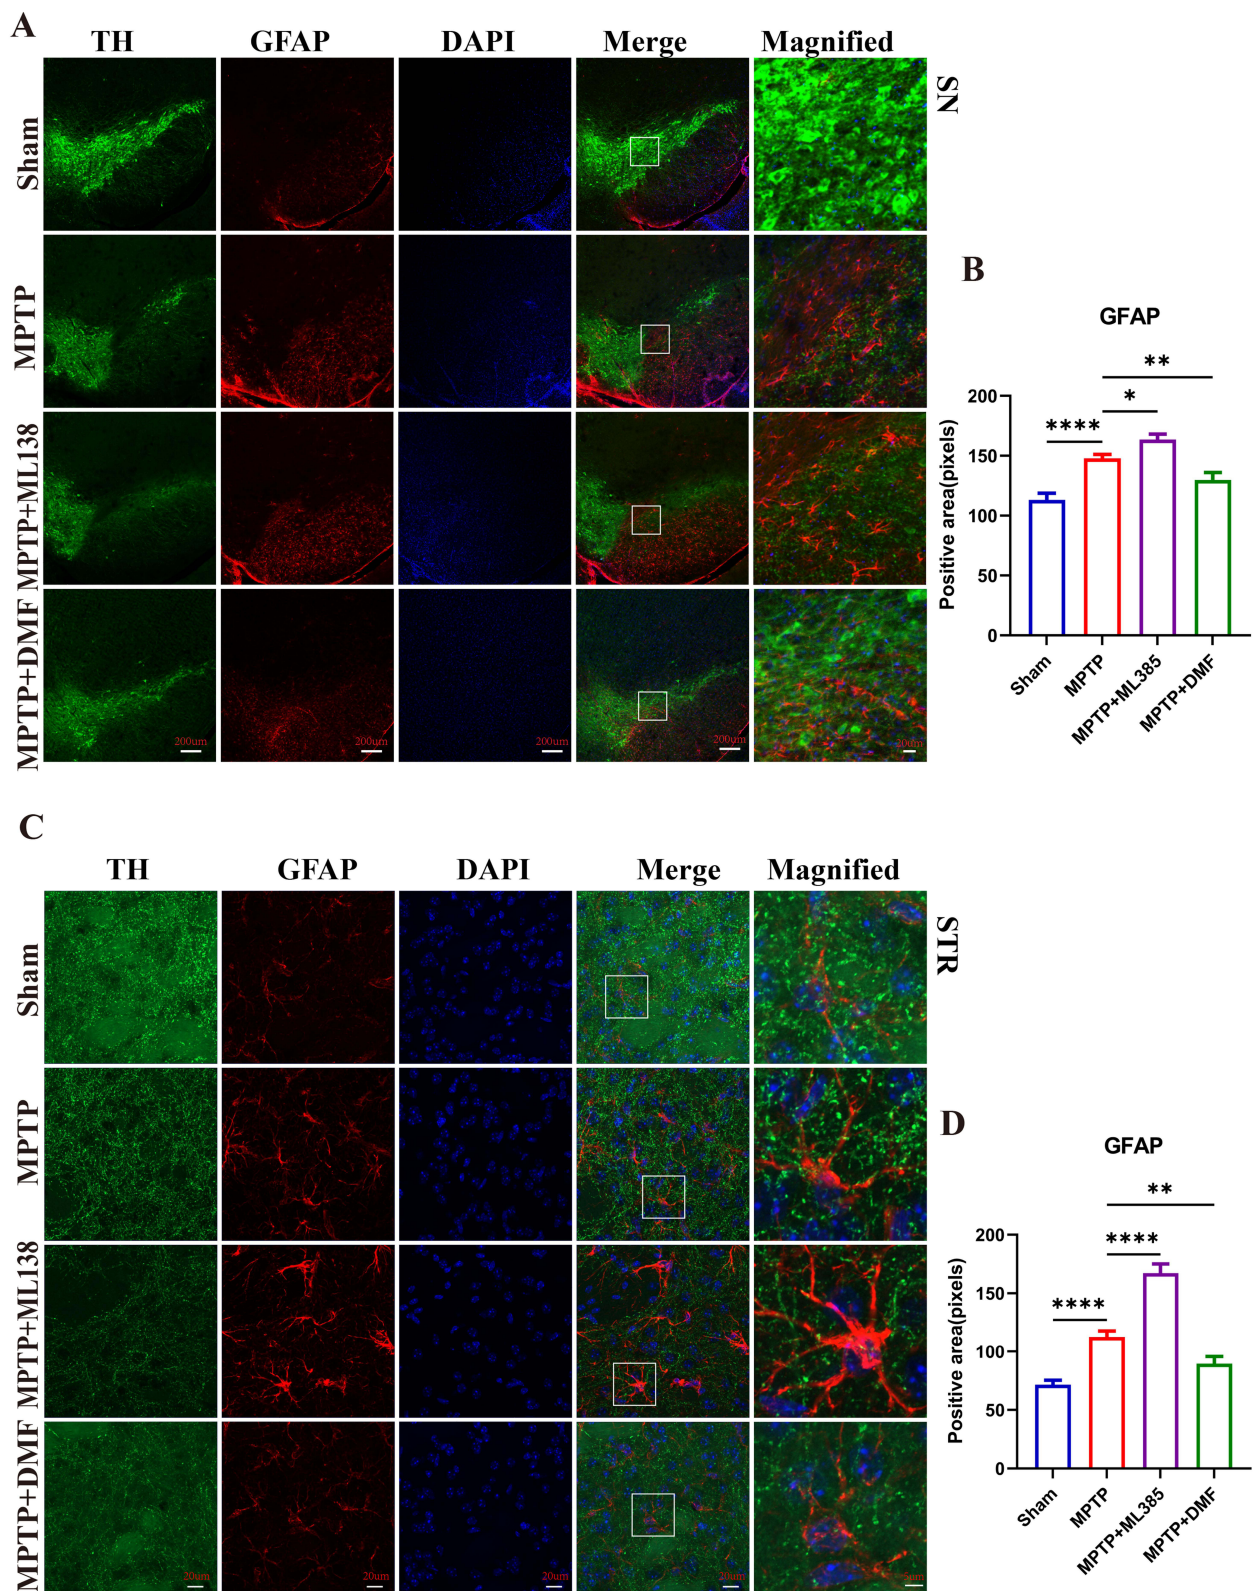 A
TH GFAP DAPI Merge Magnified
SN
Sham
MPTP
MPTP+ML138
MPTP+DMF
200um 200um 200um 200um 20um
B
GFAP
Positive area(pixels)
200
150
100
50
0
**
*
****
Sham MPTP MPTP+ML385 MPTP+DMF
C
TH GFAP DAPI Merge Magnified
STR
Sham
MPTP
MPTP+ML138
MPTP+DMF
20um 20um 20um 20um 5um
D
GFAP
Positive area(pixels)
200
150
100
50
0
**
****
****
Sham MPTP MPTP+ML385 MPTP+DMF